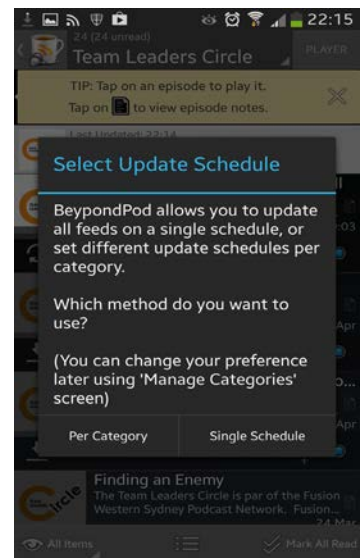 22:15
24 (24 unread)
Team Leaders Circle
PLAYER
TIP: Tap on an episode to play it.
Tap on to view episode notes.
Last Updated: 22:14
Select Update Schedule
BeypondPod allows you to update
all feeds on a single schedule, or
set different update schedules per
category.
Which method do you want to
use?
(You can change your preference
later using 'Manage Categories'
screen)
Apr
Apr
Per Category
Single Schedule
Finding an Enemy
The Team Leaders Circle is par of the Fusion
Western Sydney Podcast Network. Fusion...
24 Mar
All Items
Mark All Read